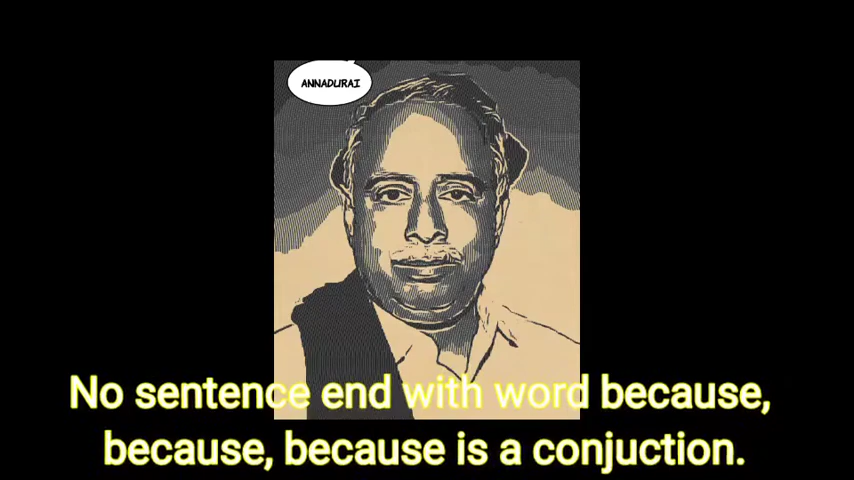 ANNADURAI
No sentence end with word because,
because, because is a conjuction.